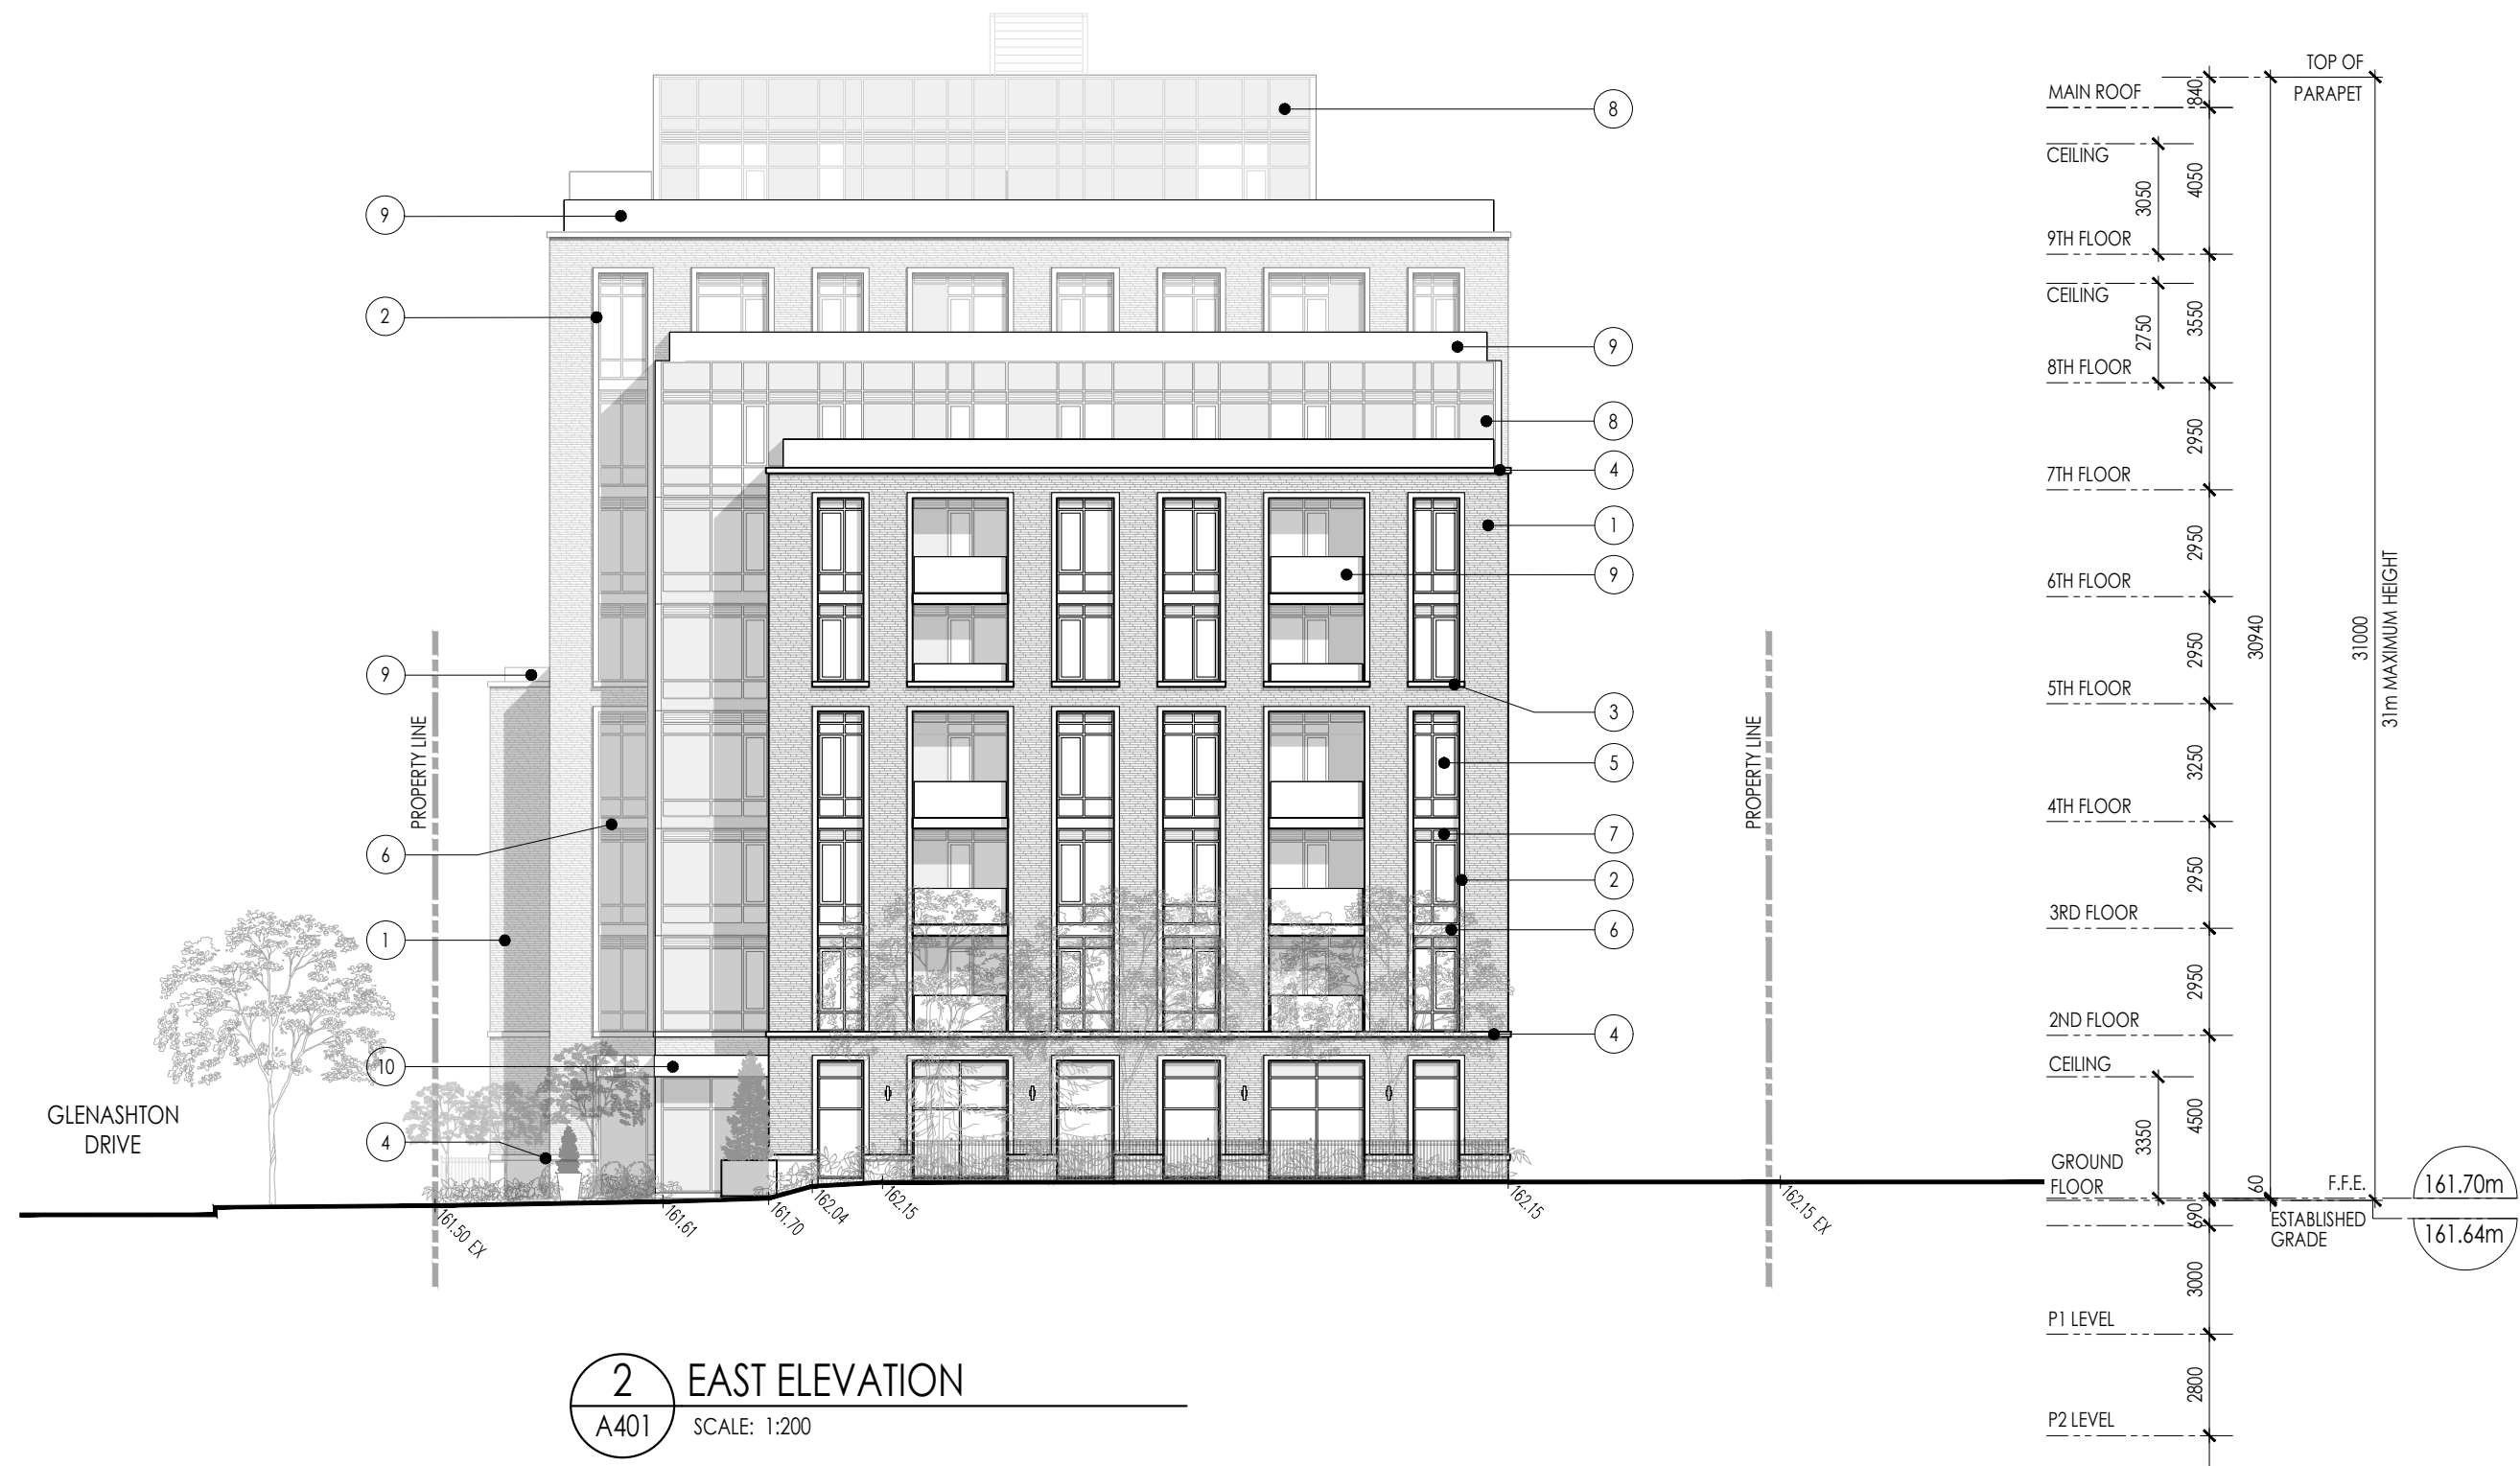 TOP OF
PARAPET
MAIN ROOF
840
CEILING
3050
4050
9TH FLOOR
CEILING
2750
3550
8TH FLOOR
2950
7TH FLOOR
2950
6TH FLOOR
2950
5TH FLOOR
3250
4TH FLOOR
2950
3RD FLOOR
2950
2ND FLOOR
CEILING
3350
4500
GROUND
FLOOR
60
690
3000
P1 LEVEL
2800
P2 LEVEL
30940
31000
31m MAXIMUM HEIGHT
F.F.E.
161.70m
ESTABLISHED
GRADE
161.64m
8
9
2
9
8
4
1
9
9
3
5
6
7
2
1
6
4
10
4
PROPERTY LINE
PROPERTY LINE
GLENASHTON
DRIVE
161.50 EX
161.61
161.70
162.04
162.15
162.15
162.15 EX
2
A401
EAST ELEVATION
SCALE: 1:200